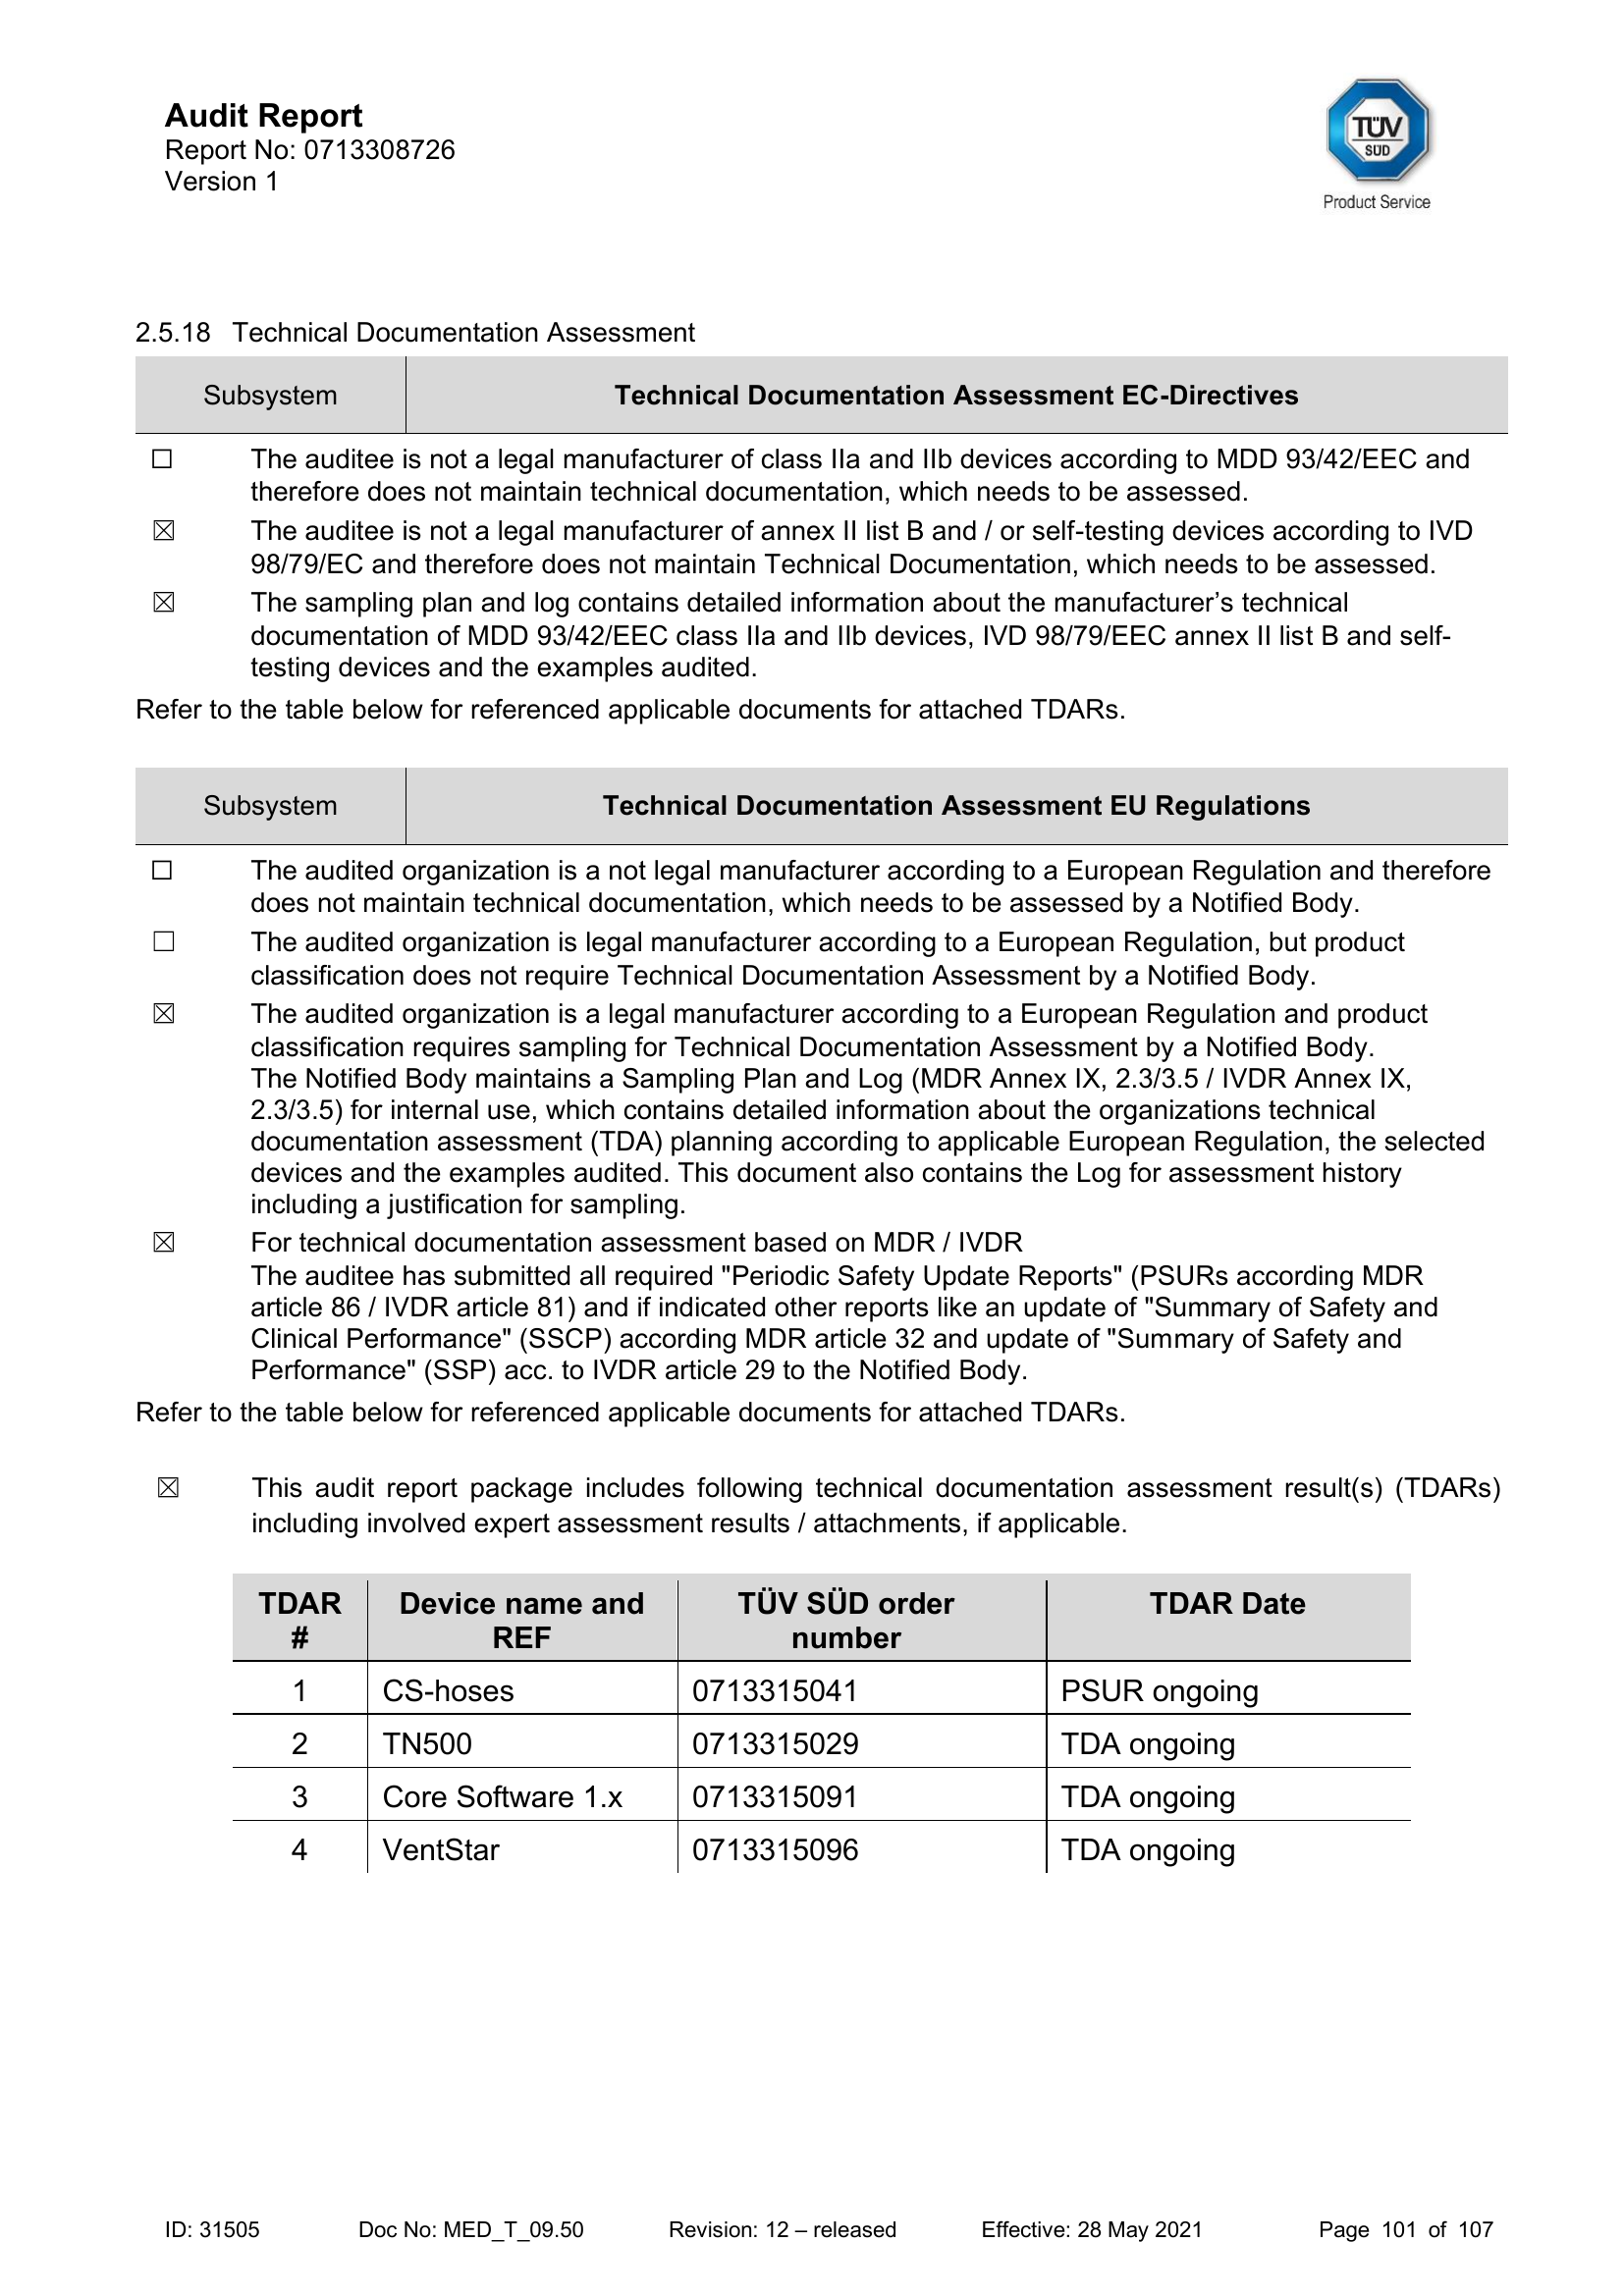 Audit Report
Report No: 0713308726
Version 1
TÜV
SÜD
Product Service
2.5.18 Technical Documentation Assessment
Subsystem Technical Documentation Assessment EC-Directives
☐ The auditee is not a legal manufacturer of class IIa and IIb devices according to MDD 93/42/EEC and
therefore does not maintain technical documentation, which needs to be assessed.
☒ The auditee is not a legal manufacturer of annex II list B and / or self-testing devices according to IVD
98/79/EC and therefore does not maintain Technical Documentation, which needs to be assessed.
☒ The sampling plan and log contains detailed information about the manufacturer’s technical
documentation of MDD 93/42/EEC class IIa and IIb devices, IVD 98/79/EEC annex II list B and self-
testing devices and the examples audited.
Refer to the table below for referenced applicable documents for attached TDARs.
Subsystem Technical Documentation Assessment EU Regulations
☐ The audited organization is a not legal manufacturer according to a European Regulation and therefore
does not maintain technical documentation, which needs to be assessed by a Notified Body.
☐ The audited organization is legal manufacturer according to a European Regulation, but product
classification does not require Technical Documentation Assessment by a Notified Body.
☒ The audited organization is a legal manufacturer according to a European Regulation and product
classification requires sampling for Technical Documentation Assessment by a Notified Body.
The Notified Body maintains a Sampling Plan and Log (MDR Annex IX, 2.3/3.5 / IVDR Annex IX,
2.3/3.5) for internal use, which contains detailed information about the organizations technical
documentation assessment (TDA) planning according to applicable European Regulation, the selected
devices and the examples audited. This document also contains the Log for assessment history
including a justification for sampling.
☒ For technical documentation assessment based on MDR / IVDR
The auditee has submitted all required "Periodic Safety Update Reports" (PSURs according MDR
article 86 / IVDR article 81) and if indicated other reports like an update of "Summary of Safety and
Clinical Performance" (SSCP) according MDR article 32 and update of "Summary of Safety and
Performance" (SSP) acc. to IVDR article 29 to the Notified Body.
Refer to the table below for referenced applicable documents for attached TDARs.
☒ This audit report package includes following technical documentation assessment result(s) (TDARs)
including involved expert assessment results / attachments, if applicable.
TDAR Device name and TÜV SÜD order TDAR Date
# REF number
1 CS-hoses 0713315041 PSUR ongoing
2 TN500 0713315029 TDA ongoing
3 Core Software 1.x 0713315091 TDA ongoing
4 VentStar 0713315096 TDA ongoing
ID: 31505 Doc No: MED_T_09.50 Revision: 12 – released Effective: 28 May 2021 Page 101 of 107